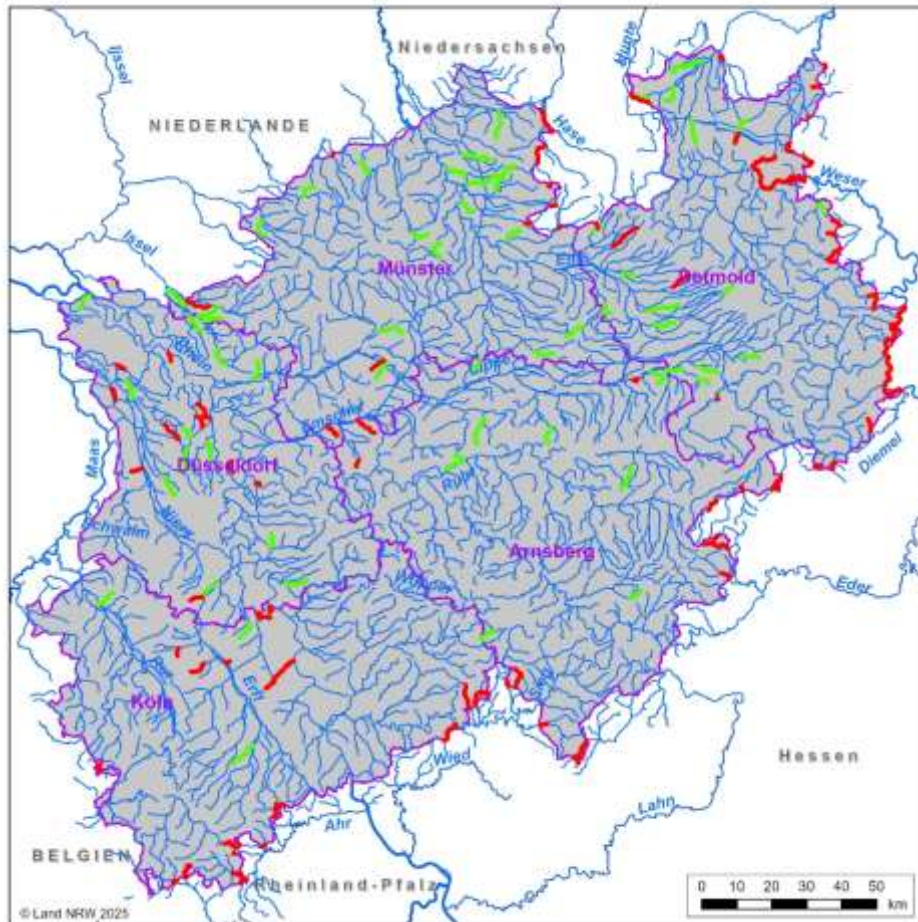 Ijssel
Niedersachsen
Hunte
NIEDERLANDE
Hase
Weser
Issel
Ems
Münster
Detmold
Rhein
Lippe
Emscher
Maas
Düsseldorf
Ruhr
Diemel
Niers
Schwalm
Arnsberg
Wupper
Eder
Erft
Sieg
Köln
Wied
Hessen
Lahn
Ahr
BELGIEN
Rheinland-Pfalz
0 10 20 30 40 50
km
© Land NRW 2025